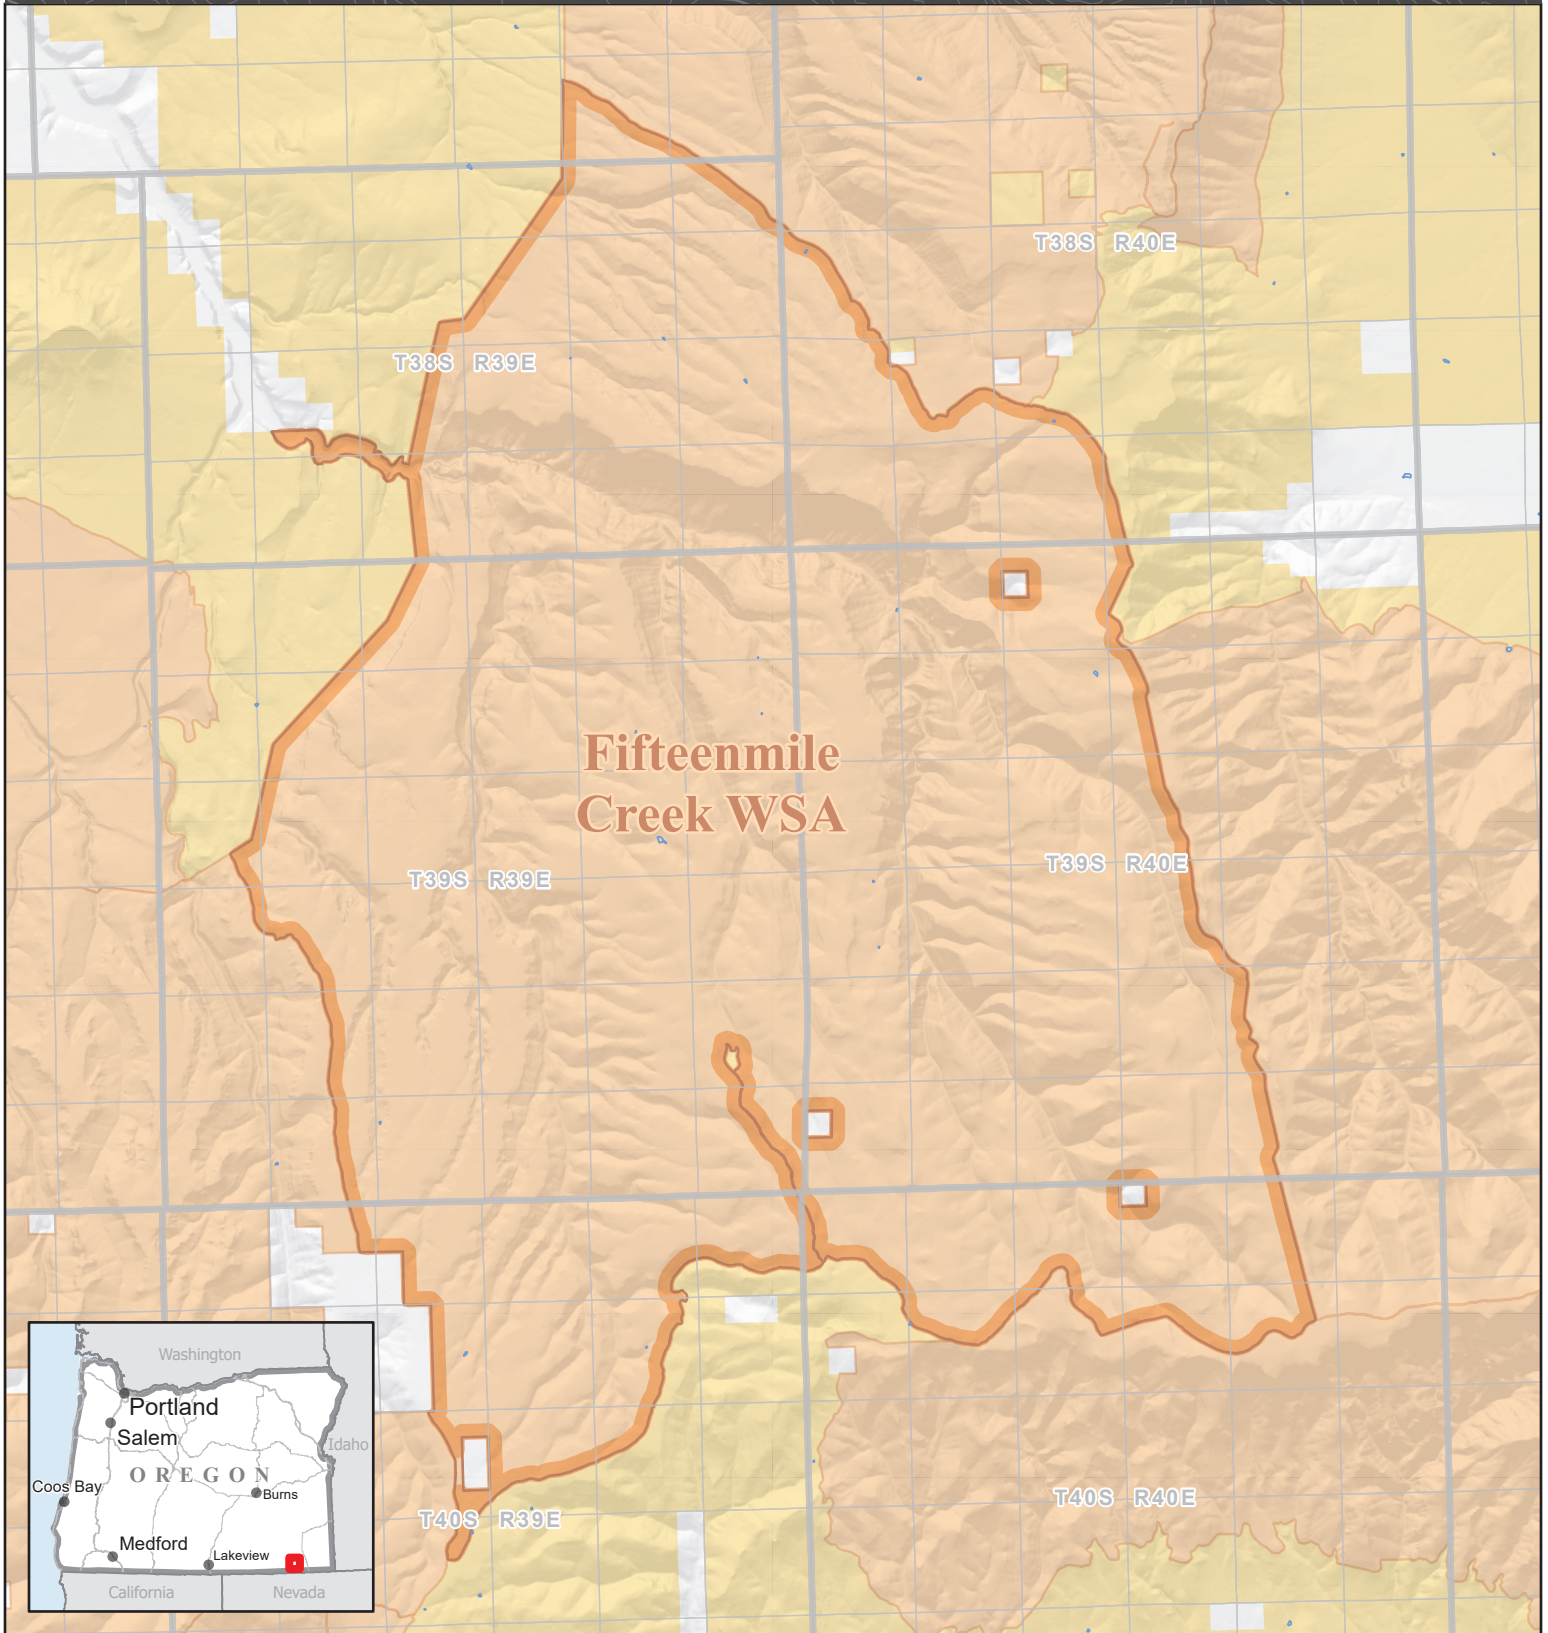 T38S R40E
T38S R39E
Fifteenmile
Creek WSA
T39S R40E
T39S R39E
Washington
Portland
Salem
Idaho
OREGON
Coos Bay
Burns
Medford
Lakeview
California
Nevada
T40S R40E
T40S R39E